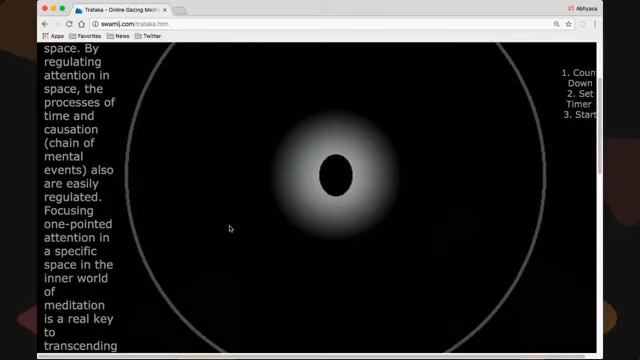 Trataka - Online Gazing Med
Abhyasa
swamij.com/trataka.htm
Apps Favorites News Twitter
space. By
regulating
attention in
space, the
processes of
time and
causation
(chain of
mental
events) also
are easily
regulated.
Focusing
one-pointed
attention in
a specific
space in the
inner world
of
meditation
is a real key
to
transcending
1. Coun
Down
2. Set
Timer
3. Start